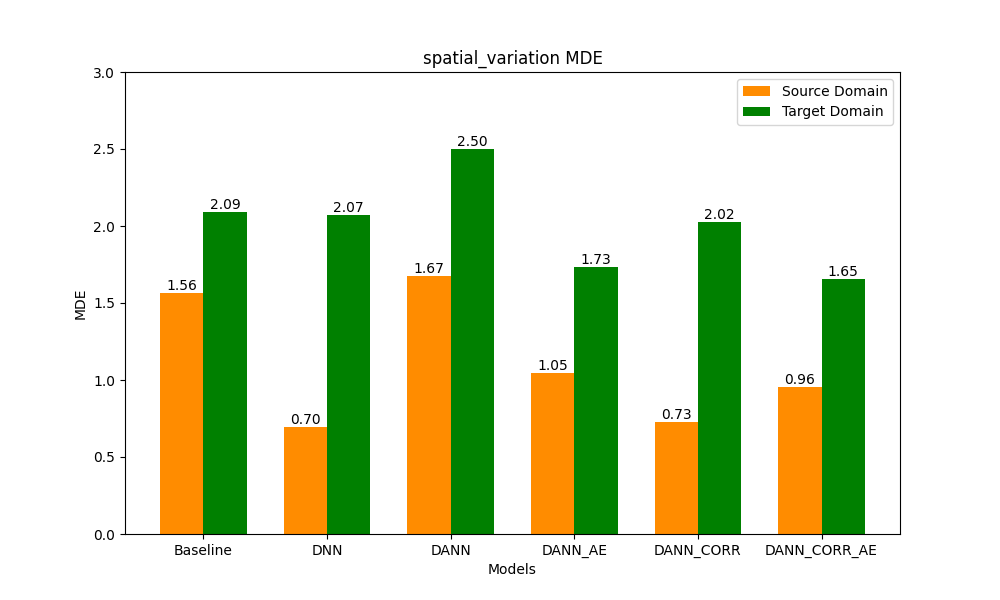 spatial_variation MDE
3.0
2.5
2.0
1.5
1.0
0.5
0.0
MDE
Source Domain
Target Domain
1.56
2.09
0.70
2.07
1.67
2.50
1.05
1.73
0.73
2.02
0.96
1.65
Baseline
DNN
DANN
DANN_AE
DANN_CORR
DANN_CORR_AE
Models